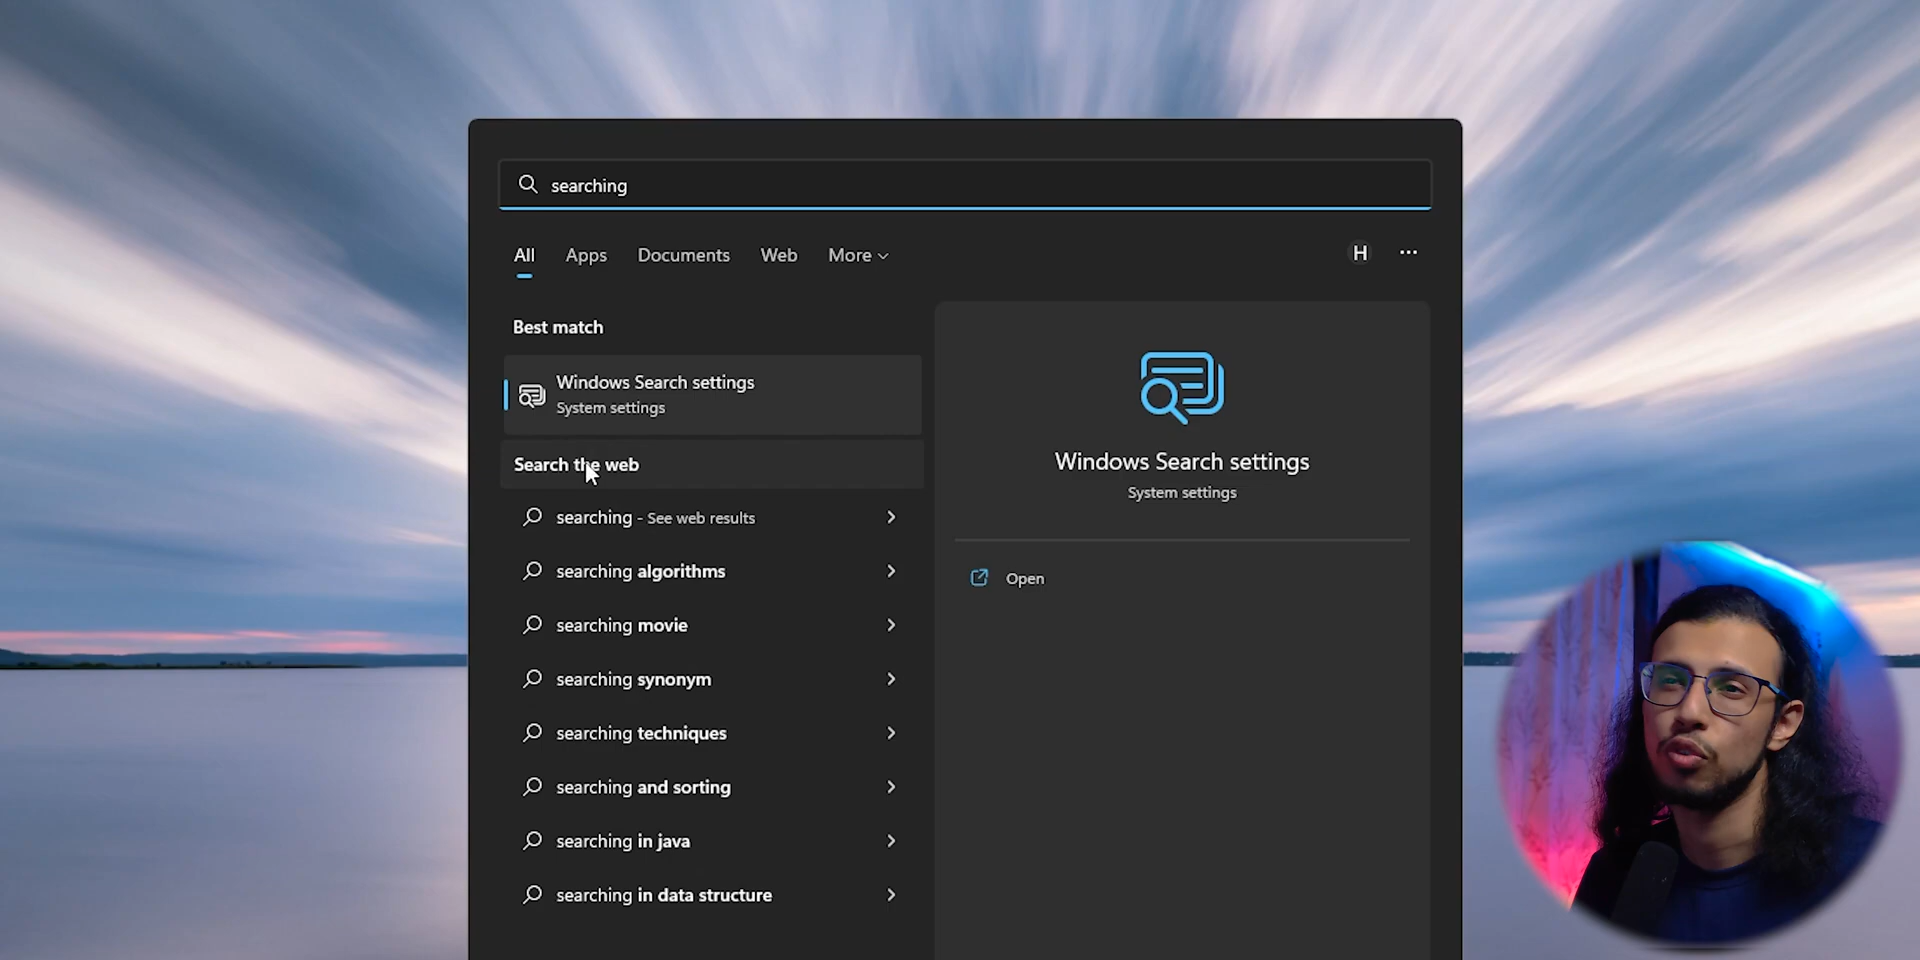 searching
All Apps Documents Web More
H
Best match
Windows Search settings
System settings
Search the web
searching - See web results
searching algorithms
searching movie
searching synonym
searching techniques
searching and sorting
searching in java
searching in data structure
Windows Search settings
System settings
Open